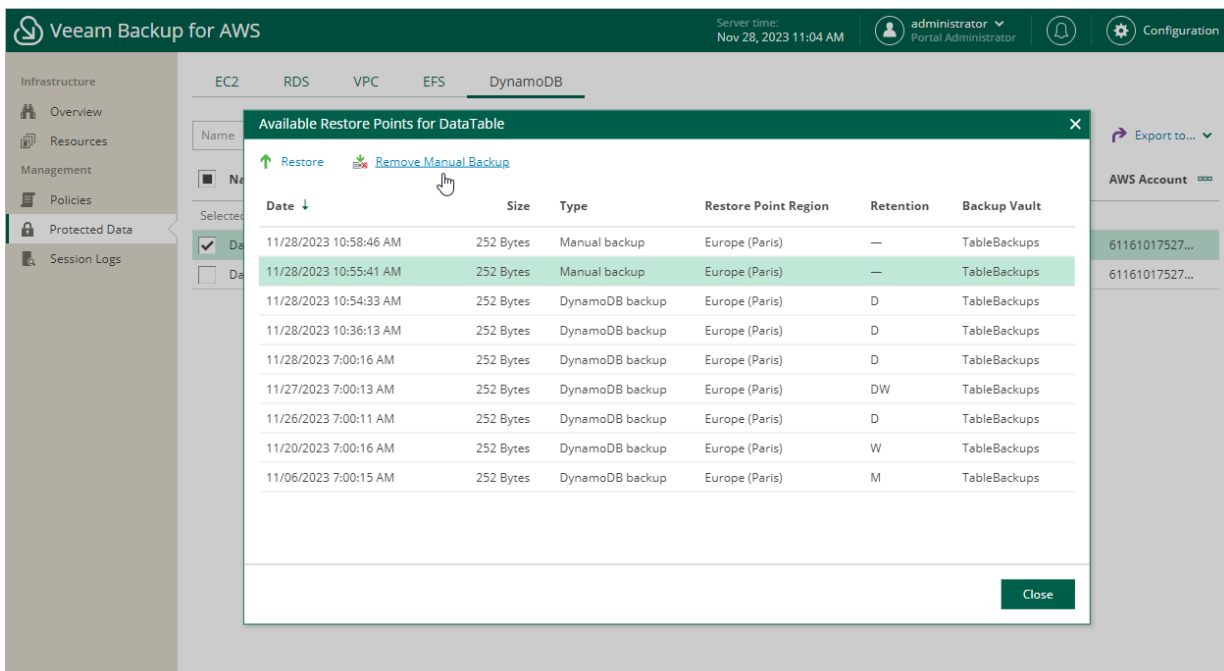 Veeam Backup for AWS
Server time:
Nov 28, 2023 11:04 AM
administrator
Portal Administrator
Configuration
Infrastructure
Overview
Resources
Management
Policies
Protected Data
Session Logs
EC2 RDS VPC EFS DynamoDB
Name
Export to...
Na
AWS Account
Selected
Da
61161017527...
Da
61161017527...
Available Restore Points for DataTable
Restore Remove Manual Backup
Date Size Type Restore Point Region Retention Backup Vault
11/28/2023 10:58:46 AM 252 Bytes Manual backup Europe (Paris) — TableBackups
11/28/2023 10:55:41 AM 252 Bytes Manual backup Europe (Paris) — TableBackups
11/28/2023 10:54:33 AM 252 Bytes DynamoDB backup Europe (Paris) D TableBackups
11/28/2023 10:36:13 AM 252 Bytes DynamoDB backup Europe (Paris) D TableBackups
11/28/2023 7:00:16 AM 252 Bytes DynamoDB backup Europe (Paris) D TableBackups
11/27/2023 7:00:13 AM 252 Bytes DynamoDB backup Europe (Paris) DW TableBackups
11/26/2023 7:00:11 AM 252 Bytes DynamoDB backup Europe (Paris) D TableBackups
11/20/2023 7:00:16 AM 252 Bytes DynamoDB backup Europe (Paris) W TableBackups
11/06/2023 7:00:15 AM 252 Bytes DynamoDB backup Europe (Paris) M TableBackups
Close